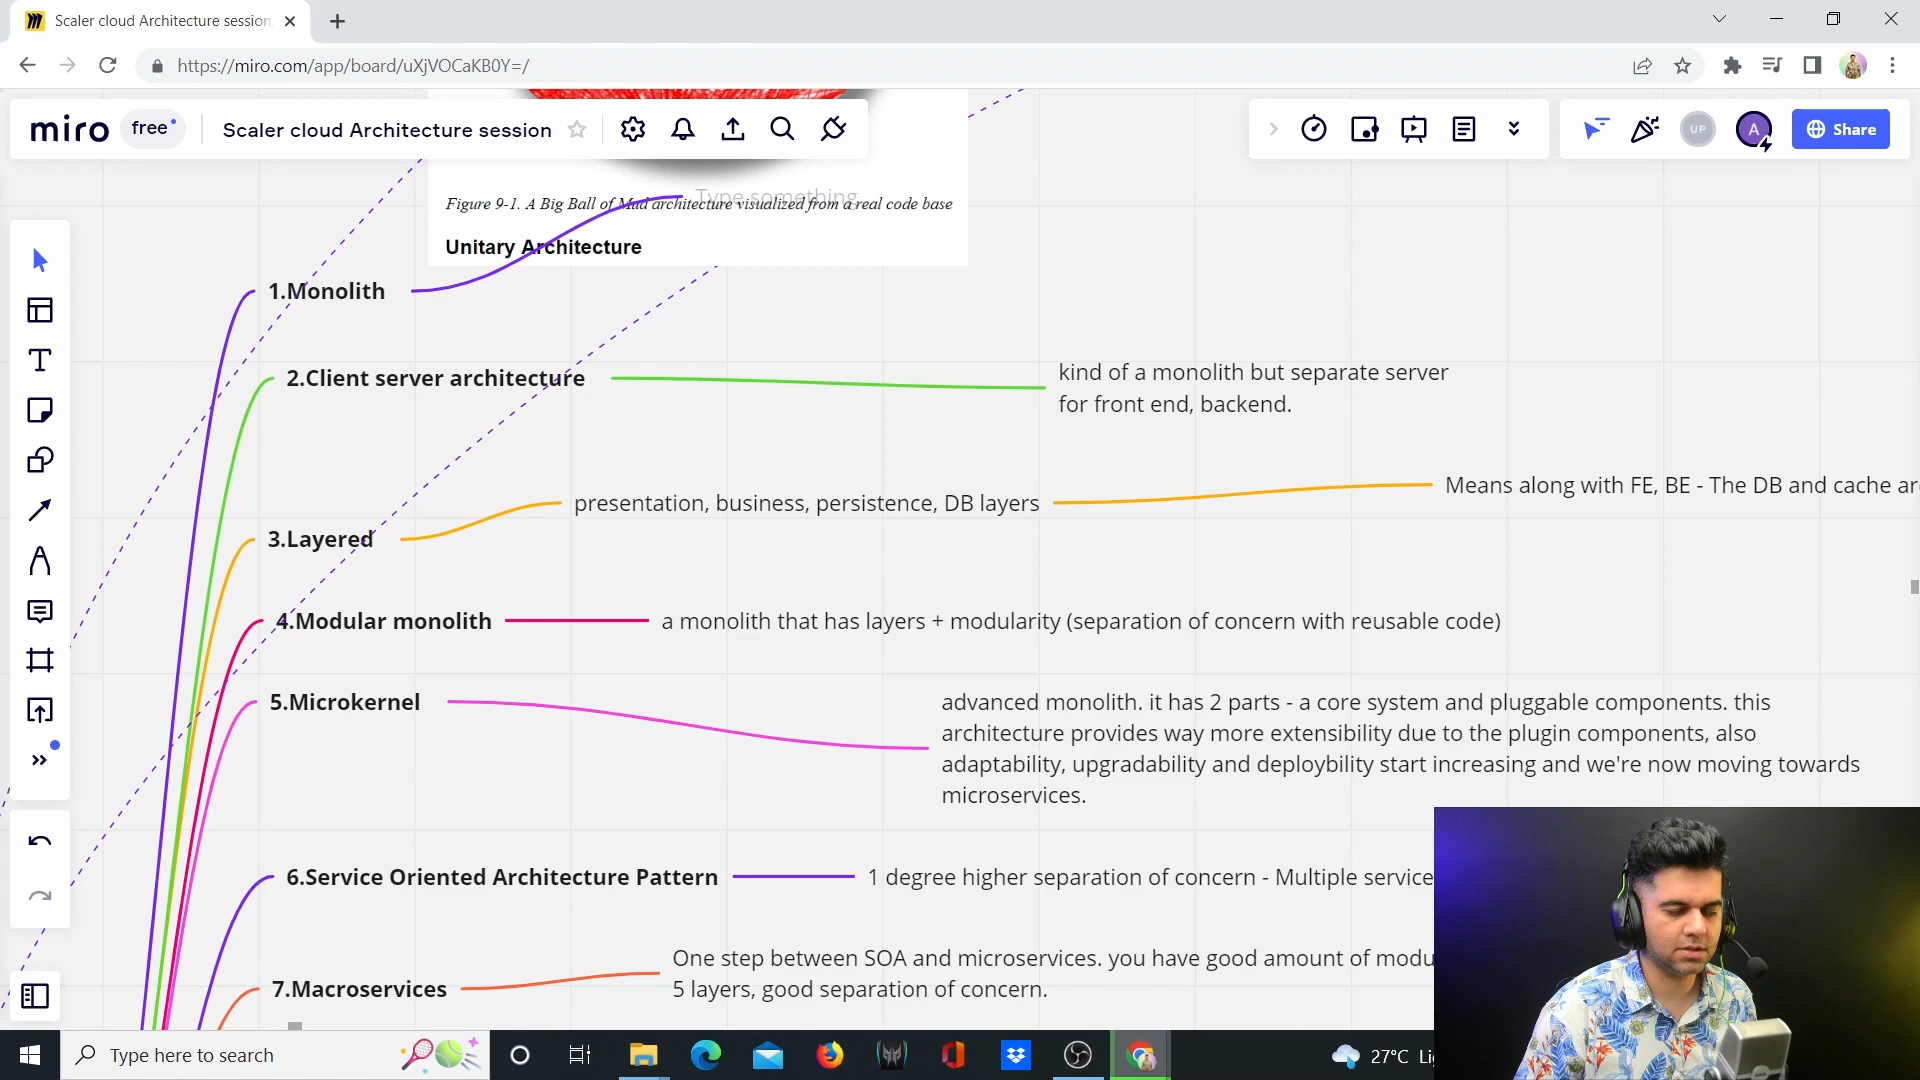 Scaler cloud Architecture session
https://miro.com/app/board/uXjVOCaKB0Y=/
miro
free
Scaler cloud Architecture session
UP
A
Share
Type something
Figure 9-1. A Big Ball of Mud architecture visualized from a real code base
Unitary Architecture
1.Monolith
2.Client server architecture
kind of a monolith but separate server
for front end, backend.
Means along with FE, BE - The DB and cache
presentation, business, persistence, DB layers
3.Layered
4.Modular monolith
a monolith that has layers + modularity (separation of concern with reusable code)
5.Microkernel
advanced monolith. it has 2 parts - a core system and pluggable components. this
architecture provides way more extensibility due to the plugin components, also
adaptability, upgradability and deploybility start increasing and we're now moving towards
microservices.
6.Service Oriented Architecture Pattern
1 degree higher separation of concern - Multiple service
One step between SOA and microservices. you have good amount of modu
5 layers, good separation of concern.
7.Macroservices
Type here to search
27°C